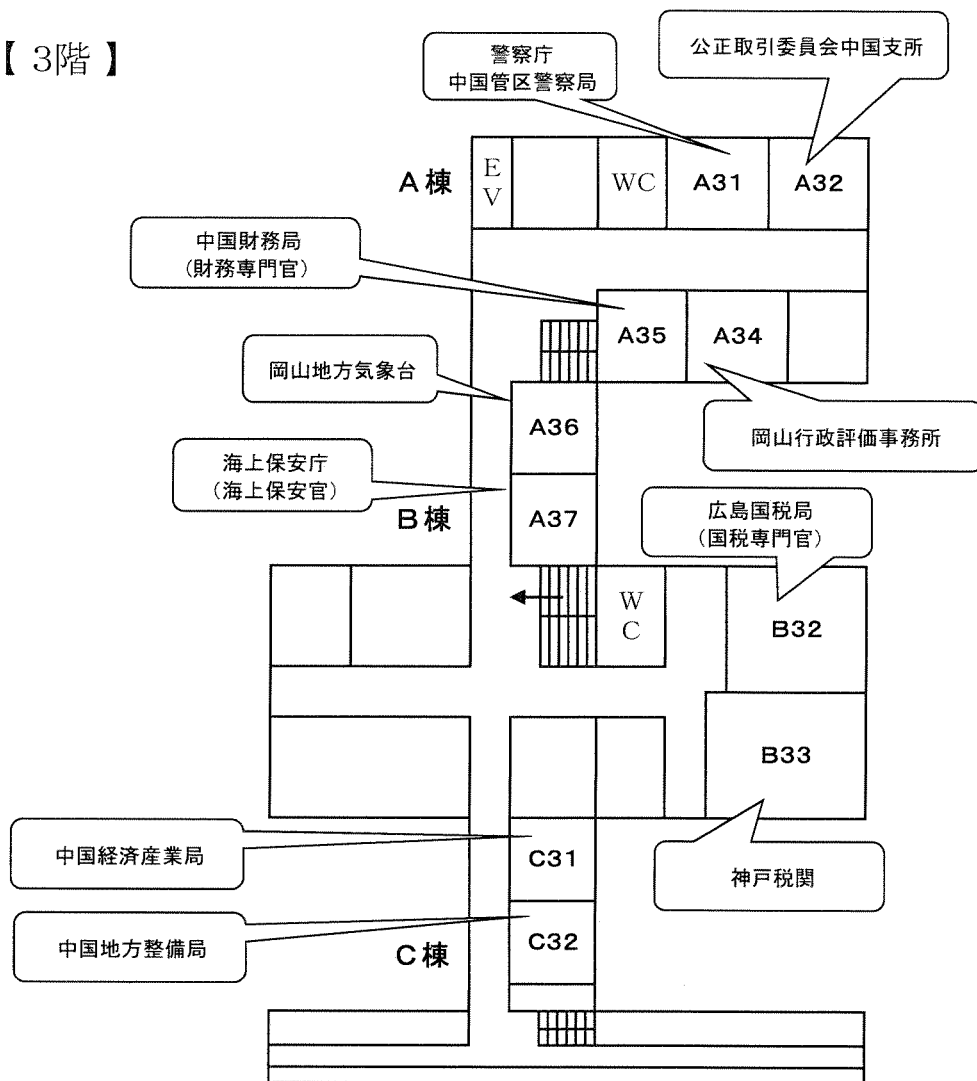 【 3階 】
警察庁
中国管区警察局
公正取引委員会中国支所
A棟
E
V
WC
A31
A32
中国財務局
(財務専門官)
A35
A34
岡山地方気象台
A36
岡山行政評価事務所
海上保安庁
(海上保安官)
A37
B棟
広島国税局
(国税専門官)
W
C
B32
B33
中国経済産業局
C31
神戸税関
中国地方整備局
C32
C棟